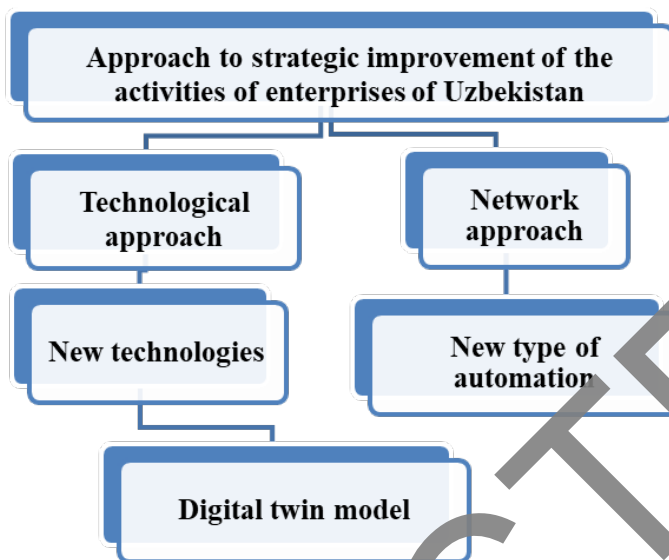 Approach to strategic improvement of the
activities of enterprises of Uzbekistan
Technological
approach
Network
approach
New technologies
New type of
automation
Digital twin model